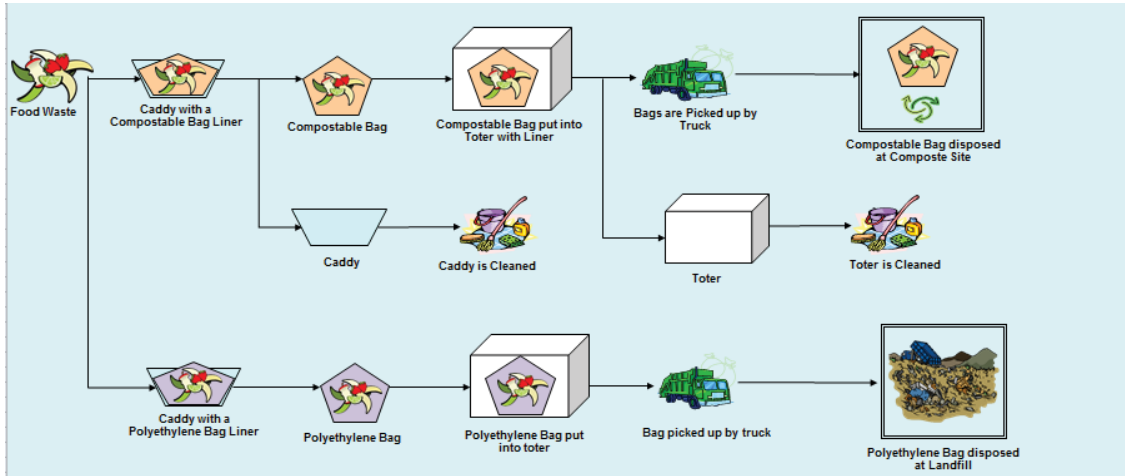 Food Waste
Caddy with a
Compostable Bag Liner
Compostable Bag
Compostable Bag put into
Toter with Liner
Bags are Picked up by
Truck
Compostable Bag disposed
at Composte Site
Caddy
Caddy is Cleaned
Toter
Toter is Cleaned
Caddy with a
Polyethylene Bag Liner
Polyethylene Bag
Polyethylene Bag put
into toter
Bag picked up by truck
Polyethylene Bag disposed
at Landfill